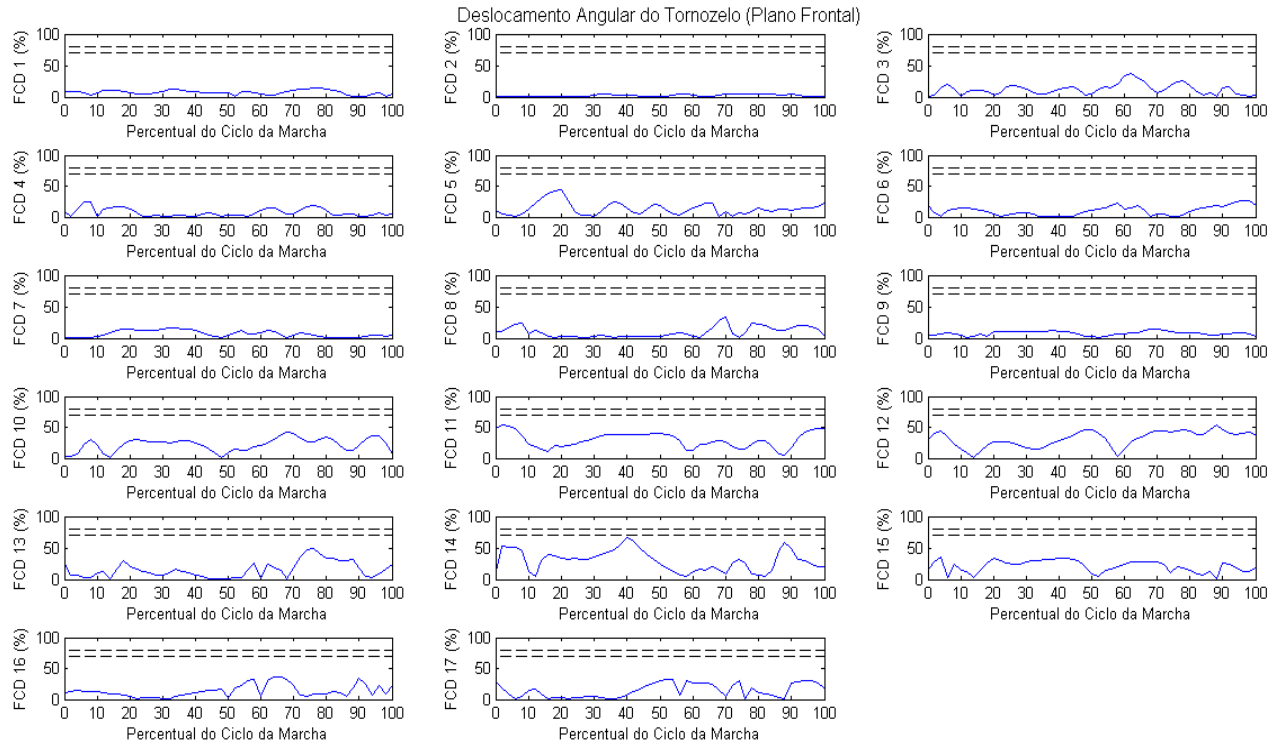 Deslocamento Angular do Tornozelo (Plano Frontal)
FCD 1 (%)
100
50
0
0 10 20 30 40 50 60 70 80 90 100
Percentual do Ciclo da Marcha
FCD 2 (%)
100
50
0
0 10 20 30 40 50 60 70 80 90 100
Percentual do Ciclo da Marcha
FCD 3 (%)
100
50
0
0 10 20 30 40 50 60 70 80 90 100
Percentual do Ciclo da Marcha
FCD 4 (%)
100
50
0
0 10 20 30 40 50 60 70 80 90 100
Percentual do Ciclo da Marcha
FCD 5 (%)
100
50
0
0 10 20 30 40 50 60 70 80 90 100
Percentual do Ciclo da Marcha
FCD 6 (%)
100
50
0
0 10 20 30 40 50 60 70 80 90 100
Percentual do Ciclo da Marcha
FCD 7 (%)
100
50
0
0 10 20 30 40 50 60 70 80 90 100
Percentual do Ciclo da Marcha
FCD 8 (%)
100
50
0
0 10 20 30 40 50 60 70 80 90 100
Percentual do Ciclo da Marcha
FCD 9 (%)
100
50
0
0 10 20 30 40 50 60 70 80 90 100
Percentual do Ciclo da Marcha
FCD 10 (%)
100
50
0
0 10 20 30 40 50 60 70 80 90 100
Percentual do Ciclo da Marcha
FCD 11 (%)
100
50
0
0 10 20 30 40 50 60 70 80 90 100
Percentual do Ciclo da Marcha
FCD 12 (%)
100
50
0
0 10 20 30 40 50 60 70 80 90 100
Percentual do Ciclo da Marcha
FCD 13 (%)
100
50
0
0 10 20 30 40 50 60 70 80 90 100
Percentual do Ciclo da Marcha
FCD 14 (%)
100
50
0
0 10 20 30 40 50 60 70 80 90 100
Percentual do Ciclo da Marcha
FCD 15 (%)
100
50
0
0 10 20 30 40 50 60 70 80 90 100
Percentual do Ciclo da Marcha
FCD 16 (%)
100
50
0
0 10 20 30 40 50 60 70 80 90 100
Percentual do Ciclo da Marcha
FCD 17 (%)
100
50
0
0 10 20 30 40 50 60 70 80 90 100
Percentual do Ciclo da Marcha